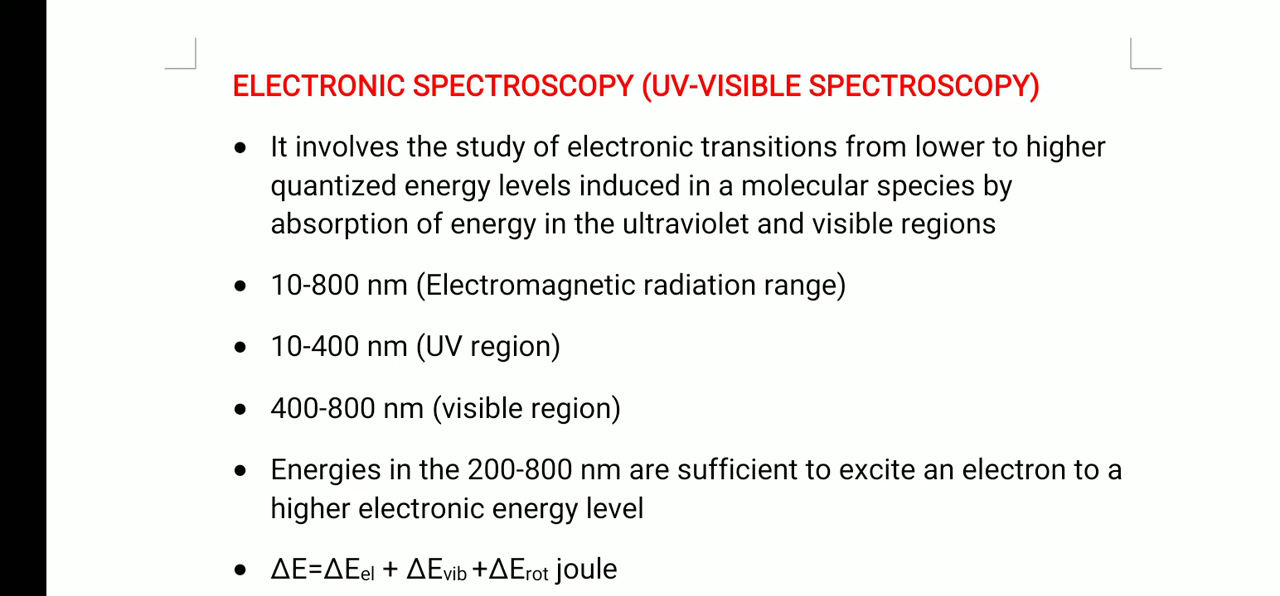 ELECTRONIC SPECTROSCOPY (UV-VISIBLE SPECTROSCOPY)
• It involves the study of electronic transitions from lower to higher
quantized energy levels induced in a molecular species by
absorption of energy in the ultraviolet and visible regions
• 10-800 nm (Electromagnetic radiation range)
• 10-400 nm (UV region)
• 400-800 nm (visible region)
• Energies in the 200-800 nm are sufficient to excite an electron to a
higher electronic energy level
• ΔE=ΔEel + ΔEvib +ΔErot joule